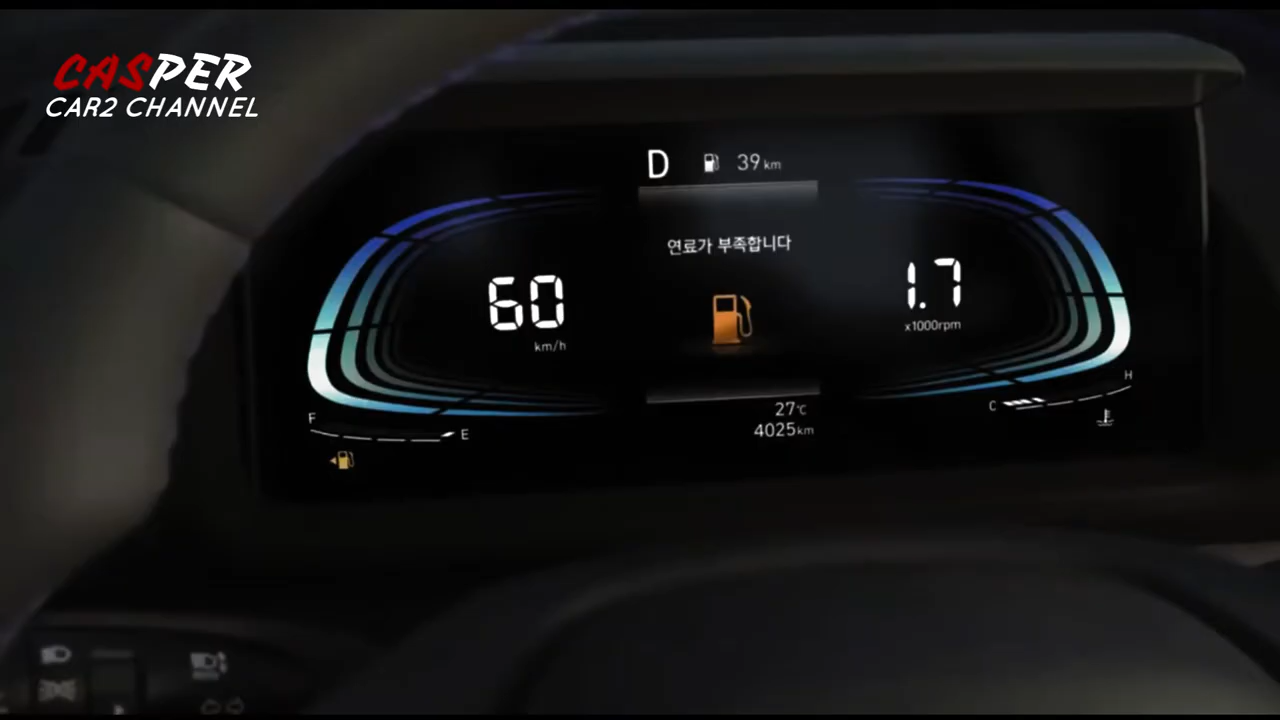 CASPER
CAR2 CHANNEL
D 39 km
연료가 부족합니다
60
km/h
1.7
x1000rpm
F E
C H
27℃
4025km